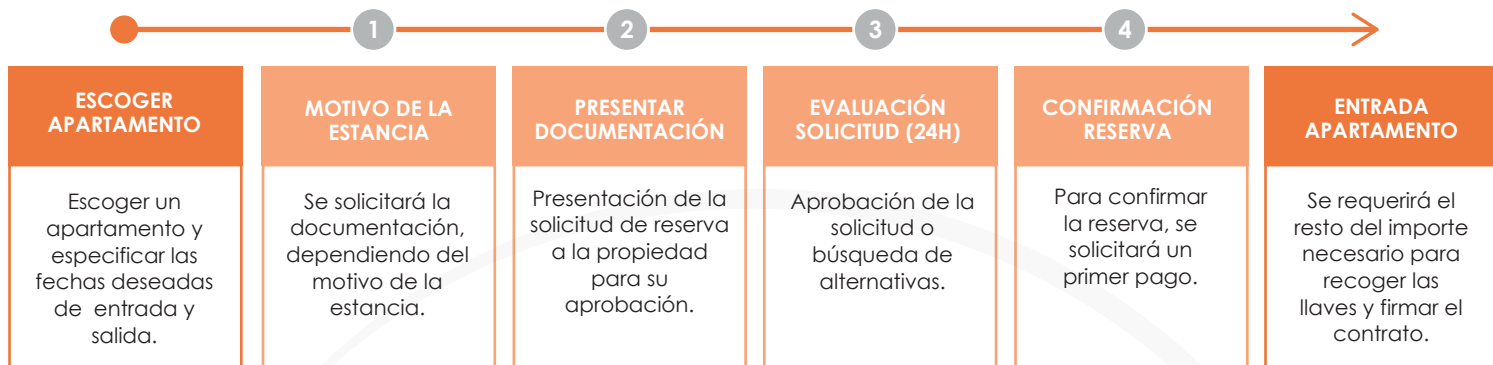 1
2
3
4
ESCOGER
APARTAMENTO
Escoger un
apartamento y
especificar las
fechas deseadas
de entrada y
salida.
MOTIVO DE LA
ESTANCIA
Se solicitará la
documentación,
dependiendo del
motivo de la
estancia.
PRESENTAR
DOCUMENTACIÓN
Presentación de la
solicitud de reserva
a la propiedad
para su
aprobación.
EVALUACIÓN
SOLICITUD (24H)
Aprobación de la
solicitud o
búsqueda de
alternativas.
CONFIRMACIÓN
RESERVA
Para confirmar
la reserva, se
solicitará un
primer pago.
ENTRADA
APARTAMENTO
Se requerirá el
resto del importe
necesario para
recoger las
llaves y firmar el
contrato.